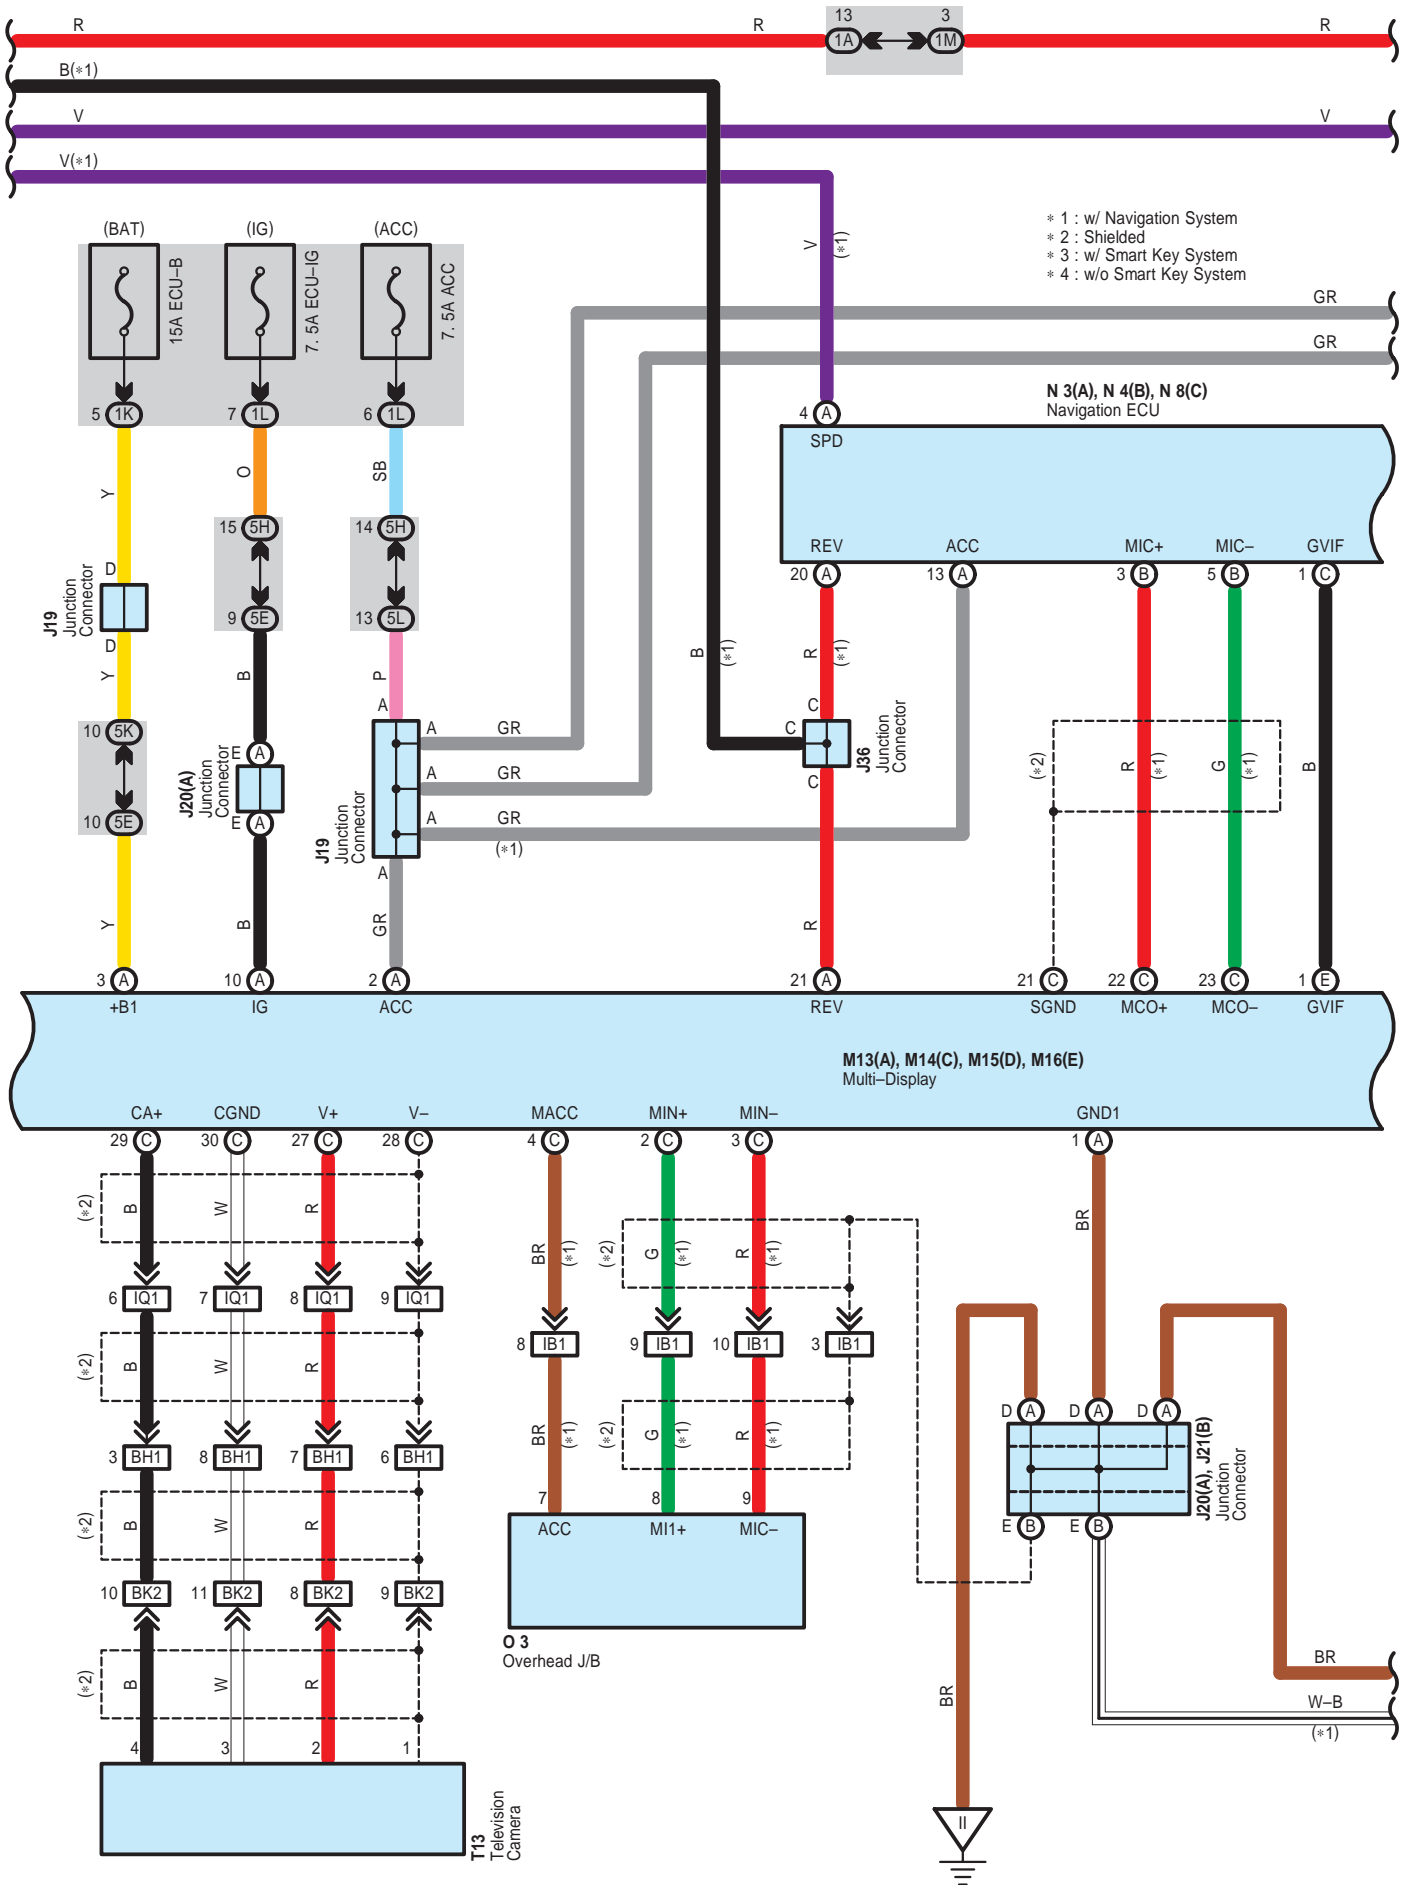 13 3
R R 1A 1M R
B(*1)
V V
V(*1)
* 1 : w/ Navigation System
* 2 : Shielded
* 3 : w/ Smart Key System
* 4 : w/o Smart Key System
V (*1)
(BAT) (IG) (ACC)
15A ECU–B 7. 5A ECU–IG 7. 5A ACC
GR
GR
N 3(A), N 4(B), N 8(C)
Navigation ECU
5 1K 7 1L 6 1L 4 A
SPD
Y O SB
15 5H 14 5H
REV ACC MIC+ MIC– GVIF
20 A 13 A 3 B 5 B 1 C
D
J19
Junction
Connector
D
9 5E 13 5L
Y B P B (*1) R (*1)
A C
10 5K A GR C
J36
Junction
Connector
E A
J20(A)
Junction
Connector
A GR C (*2) R (*1) G (*1) B
10 5E E A
A GR
(*1)
J19
Junction
Connector
A
Y B GR R
3 A 10 A 2 A 21 A 21 C 22 C 23 C 1 E
+B1 IG ACC REV SGND MCO+ MCO– GVIF
M13(A), M14(C), M15(D), M16(E)
Multi–Display
CA+ CGND V+ V– MACC MIN+ MIN– GND1
29 C 30 C 27 C 28 C 4 C 2 C 3 C 1 A
(*2) B W R BR
BR (*1) (*2) G (*1) R (*1)
6 IQ1 7 IQ1 8 IQ1 9 IQ1
8 IB1 9 IB1 10 IB1 3 IB1
(*2) B W R
D A D A D A
BR (*1) (*2) G (*1) R (*1)
3 BH1 8 BH1 7 BH1 6 BH1
J20(A), J21(B)
Junction
Connector
7 8 9
ACC MI1+ MIC–
E B E B
(*2) B W R
10 BK2 11 BK2 8 BK2 9 BK2
O 3
Overhead J/B
(*2) B W R BR
BR
W–B
(*1)
4 3 2 1
T13
Television
Camera
II